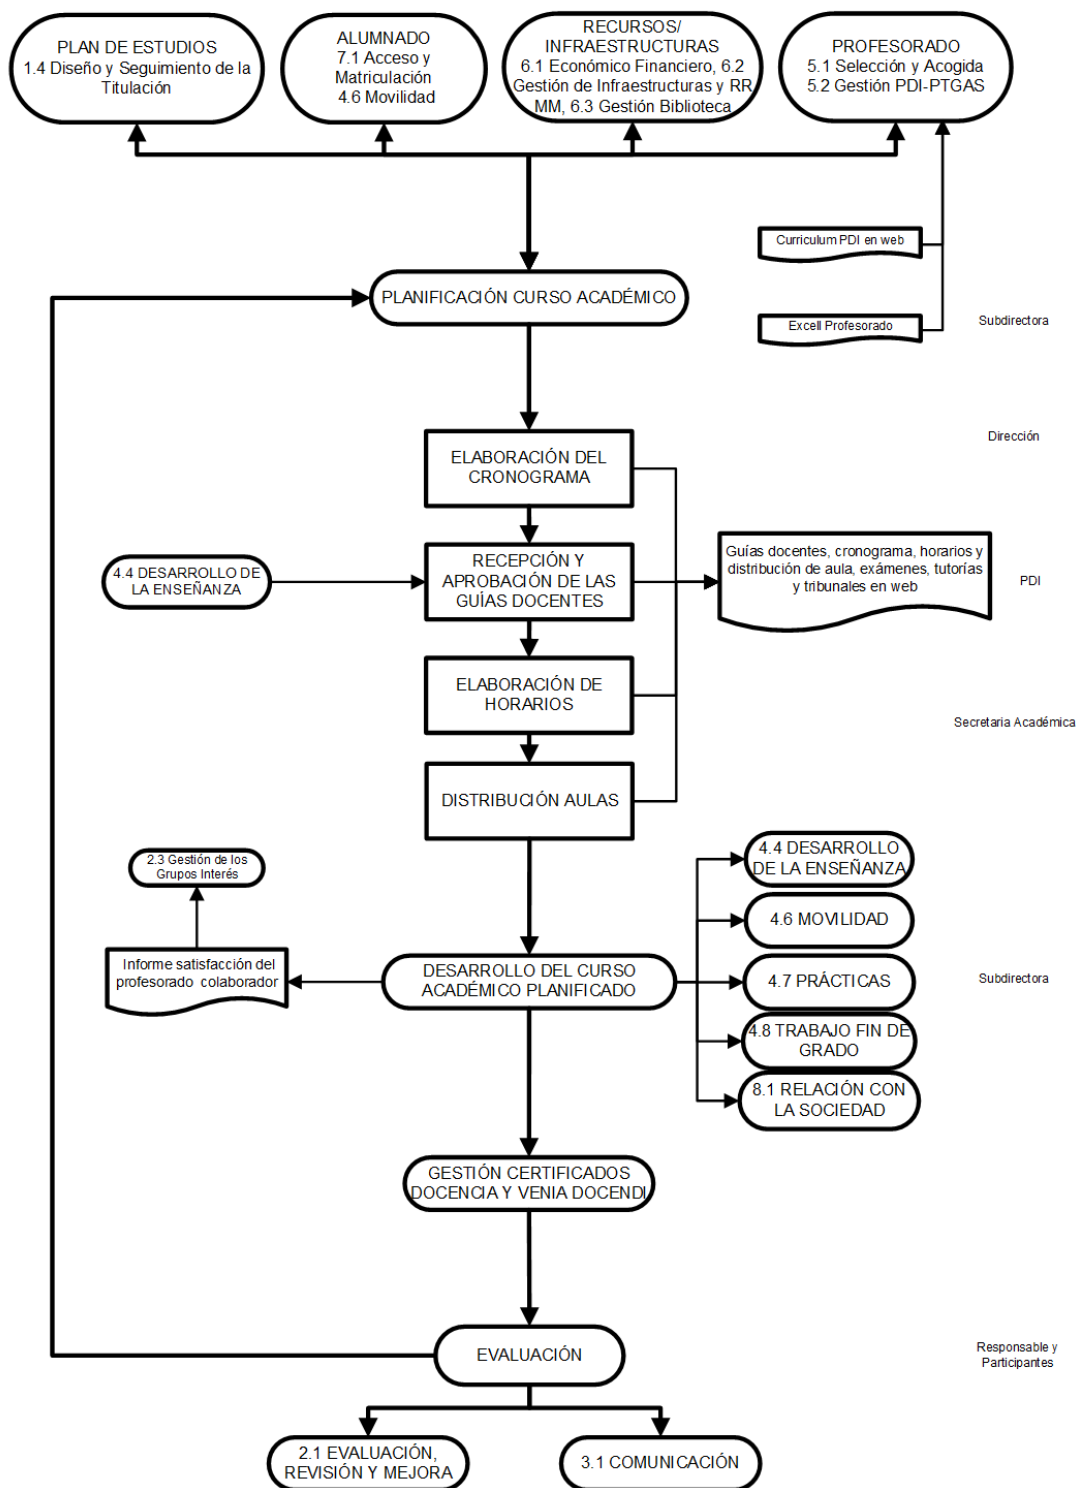 PLAN DE ESTUDIOS
1.4 Diseño y Seguimiento de la
Titulación
ALUMNADO
7.1 Acceso y
Matriculación
4.6 Movilidad
RECURSOS/
INFRAESTRUCTURAS
6.1 Económico Financiero, 6.2
Gestión de Infraestructuras y RR
MM, 6.3 Gestión Biblioteca
PROFESORADO
5.1 Selección y Acogida
5.2 Gestión PDI-PTGAS
Curriculum PDI en web
PLANIFICACIÓN CURSO ACADÉMICO
Excell Profesorado
Subdirectora
Dirección
ELABORACIÓN DEL
CRONOGRAMA
4.4 DESARROLLO DE
LA ENSEÑANZA
RECEPCIÓN Y
APROBACIÓN DE LAS
GUÍAS DOCENTES
Guías docentes, cronograma, horarios y
distribución de aula, exámenes, tutorías
y tribunales en web
PDI
ELABORACIÓN DE
HORARIOS
Secretaria Académica
DISTRIBUCIÓN AULAS
2.3 Gestión de los
Grupos Interés
4.4 DESARROLLO
DE LA ENSEÑANZA
4.6 MOVILIDAD
Informe satisfacción del
profesorado colaborador
DESARROLLO DEL CURSO
ACADÉMICO PLANIFICADO
4.7 PRÁCTICAS
Subdirectora
4.8 TRABAJO FIN DE
GRADO
8.1 RELACIÓN CON
LA SOCIEDAD
GESTIÓN CERTIFICADOS
DOCENCIA Y VENIA DOCENDI
EVALUACIÓN
Responsable y
Participantes
2.1 EVALUACIÓN,
REVISIÓN Y MEJORA
3.1 COMUNICACIÓN